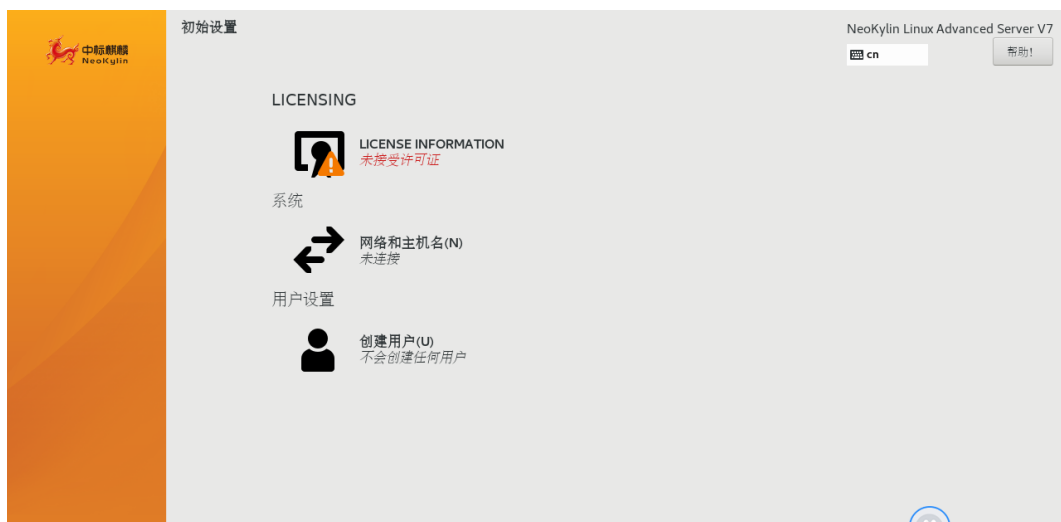 中标麒麟
NeoKylin
初始设置
NeoKylin Linux Advanced Server V7
cn
帮助!
LICENSING
LICENSE INFORMATION
未接受许可证
系统
网络和主机名(N)
未连接
用户设置
创建用户(U)
不会创建任何用户